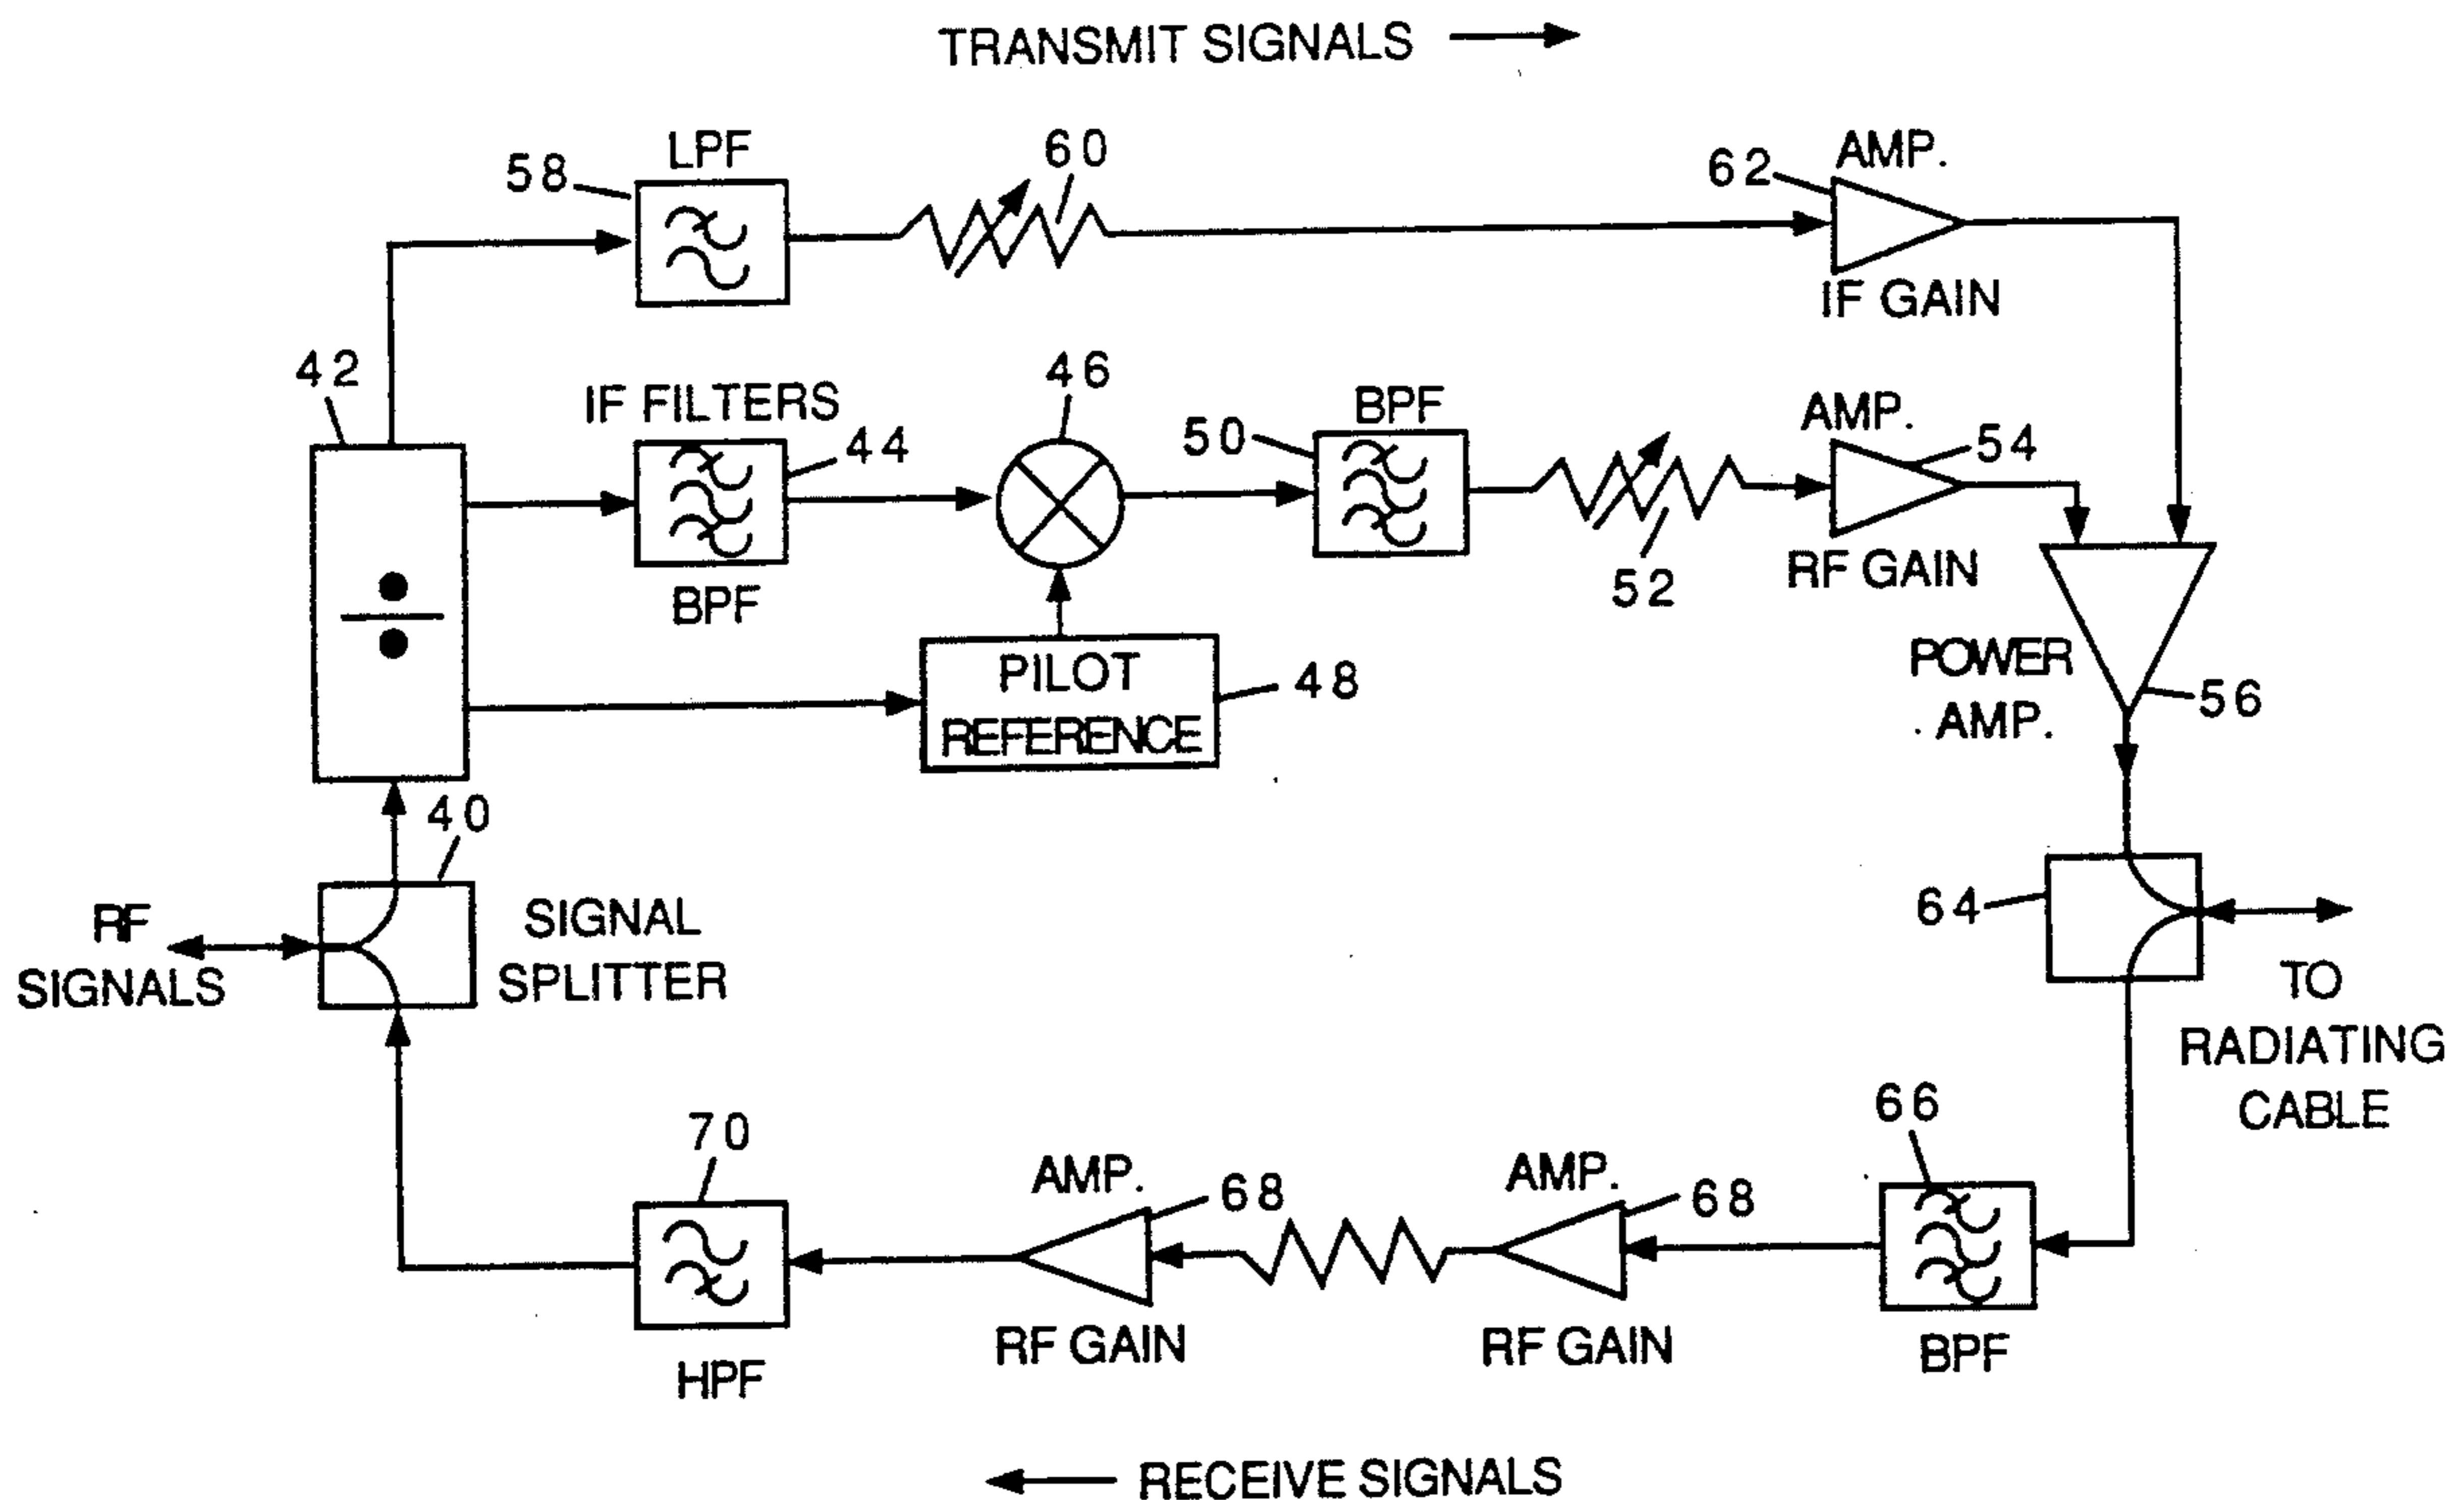 TRANSMIT SIGNALS
LPF
58
60
62
AMP.
IF GAIN
42
IF FILTERS
44
BPF
46
50
BPF
52
AMP.
54
RF GAIN
PILOT
REFERENCE
48
POWER
AMP.
56
40
RF
SIGNALS
SIGNAL
SPLITTER
64
TO
RADIATING
CABLE
70
HPF
AMP.
68
RF GAIN
AMP.
68
RF GAIN
66
BPF
RECEIVE SIGNALS